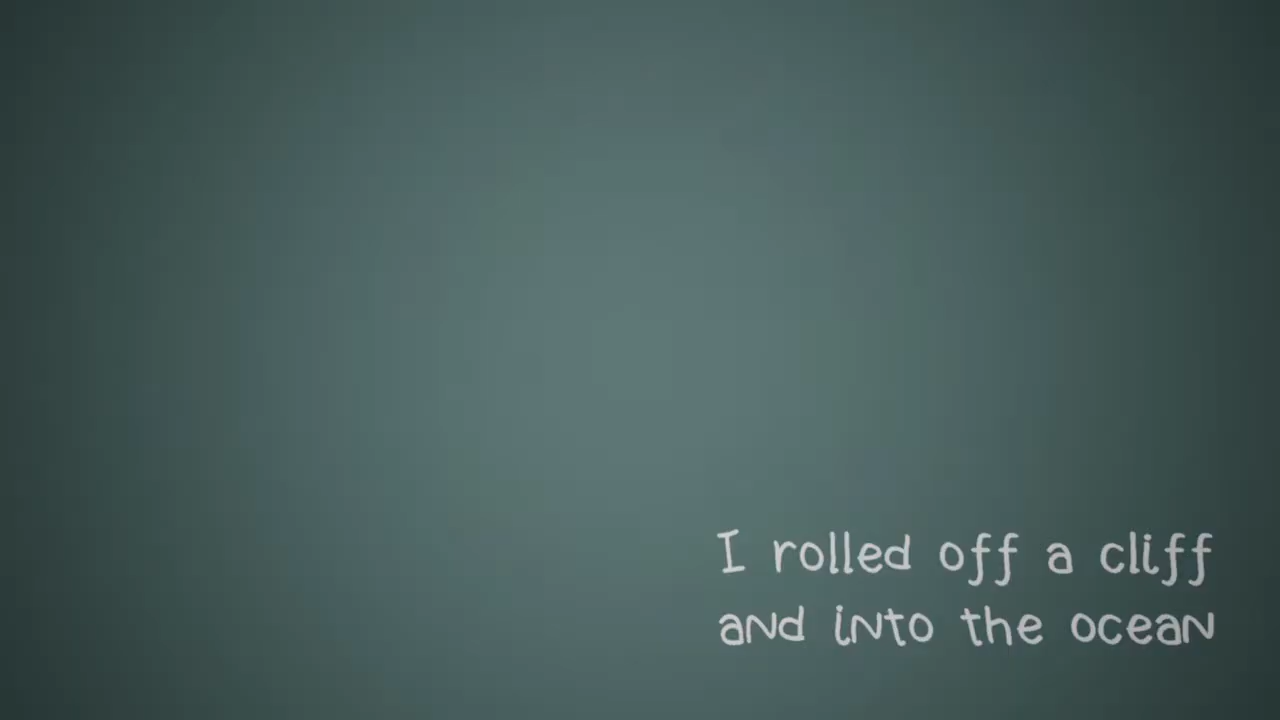 I rolled off a cliff
and into the ocean